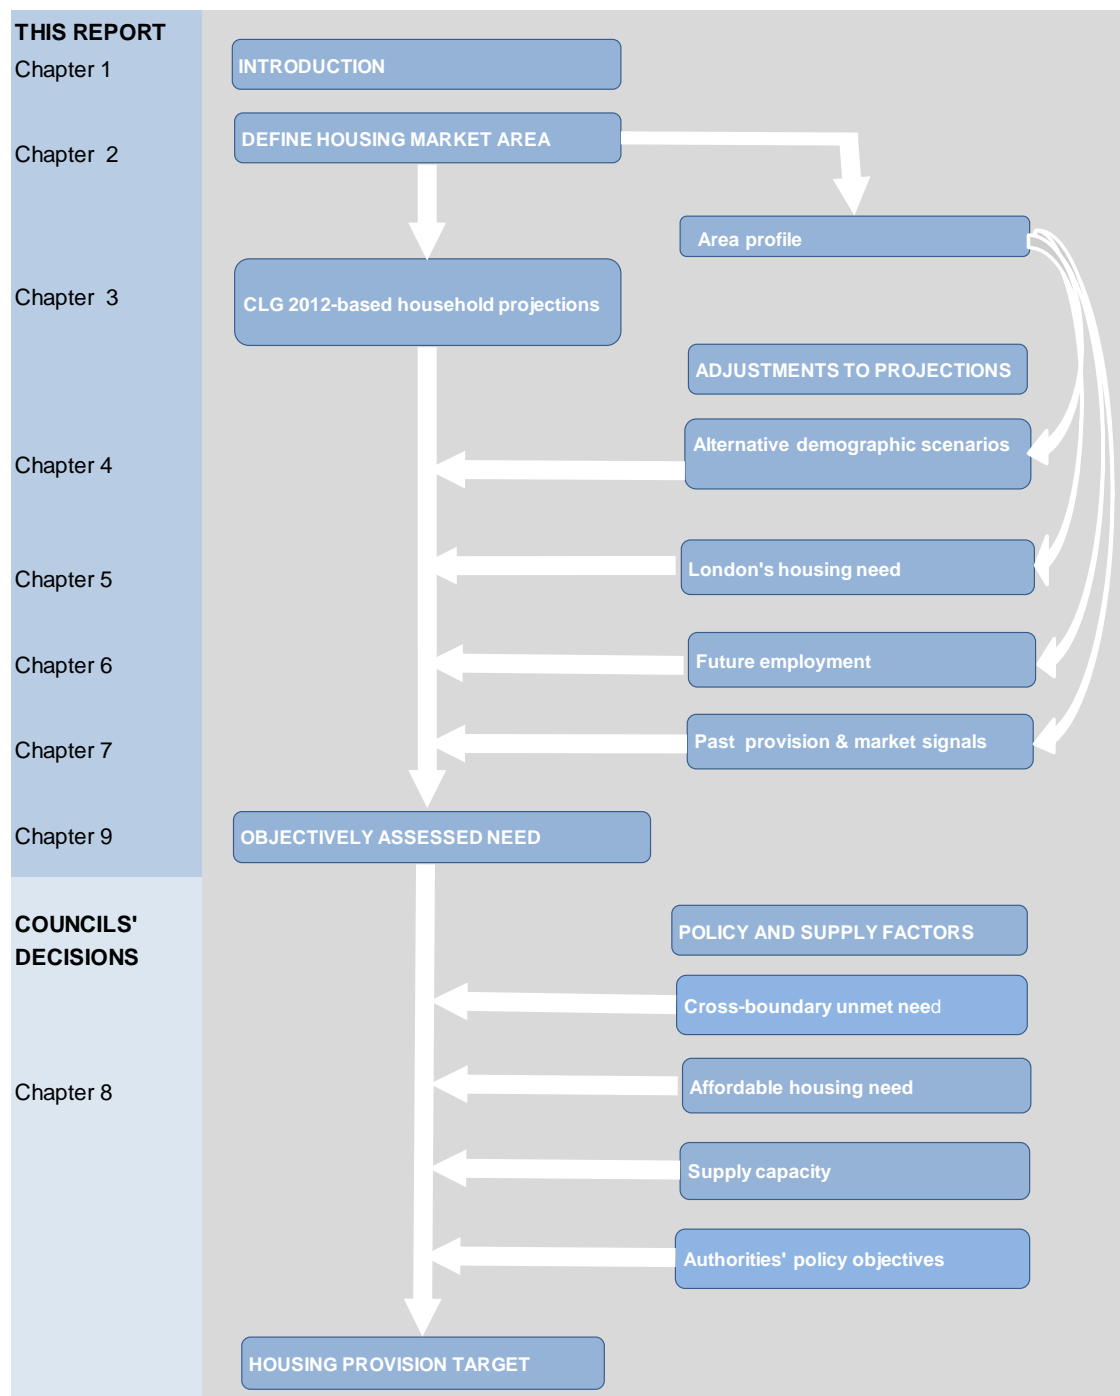 THIS REPORT
Chapter 1
INTRODUCTION
DEFINE HOUSING MARKET AREA
Chapter 2
Area profile
Chapter 3
CLG 2012-based household projections
ADJUSTMENTS TO PROJECTIONS
Alternative demographic scenarios
Chapter 4
London's housing need
Chapter 5
Future employment
Chapter 6
Past provision & market signals
Chapter 7
Chapter 9
OBJECTIVELY ASSESSED NEED
COUNCILS'
DECISIONS
POLICY AND SUPPLY FACTORS
Cross-boundary unmet need
Chapter 8
Affordable housing need
Supply capacity
Authorities' policy objectives
HOUSING PROVISION TARGET